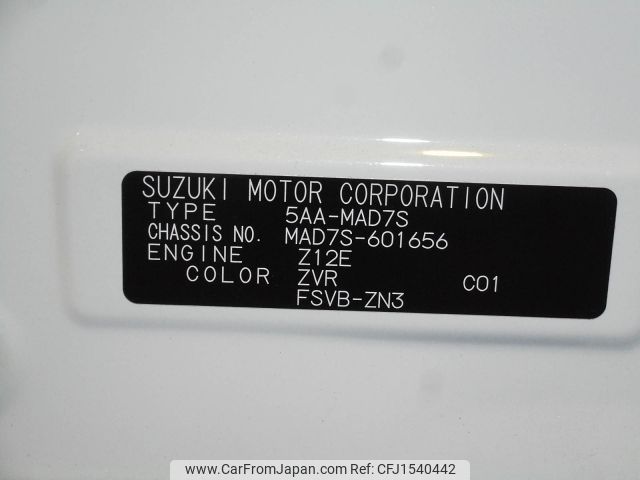 SUZUKI MOTOR CORPORATION
TYPE 5AA-MAD7S
CHASSIS NO. MAD7S-601656
ENGINE Z12E
COLOR ZVR C01
FSVB-ZN3
www.CarFromJapan.com - CFJ1540442